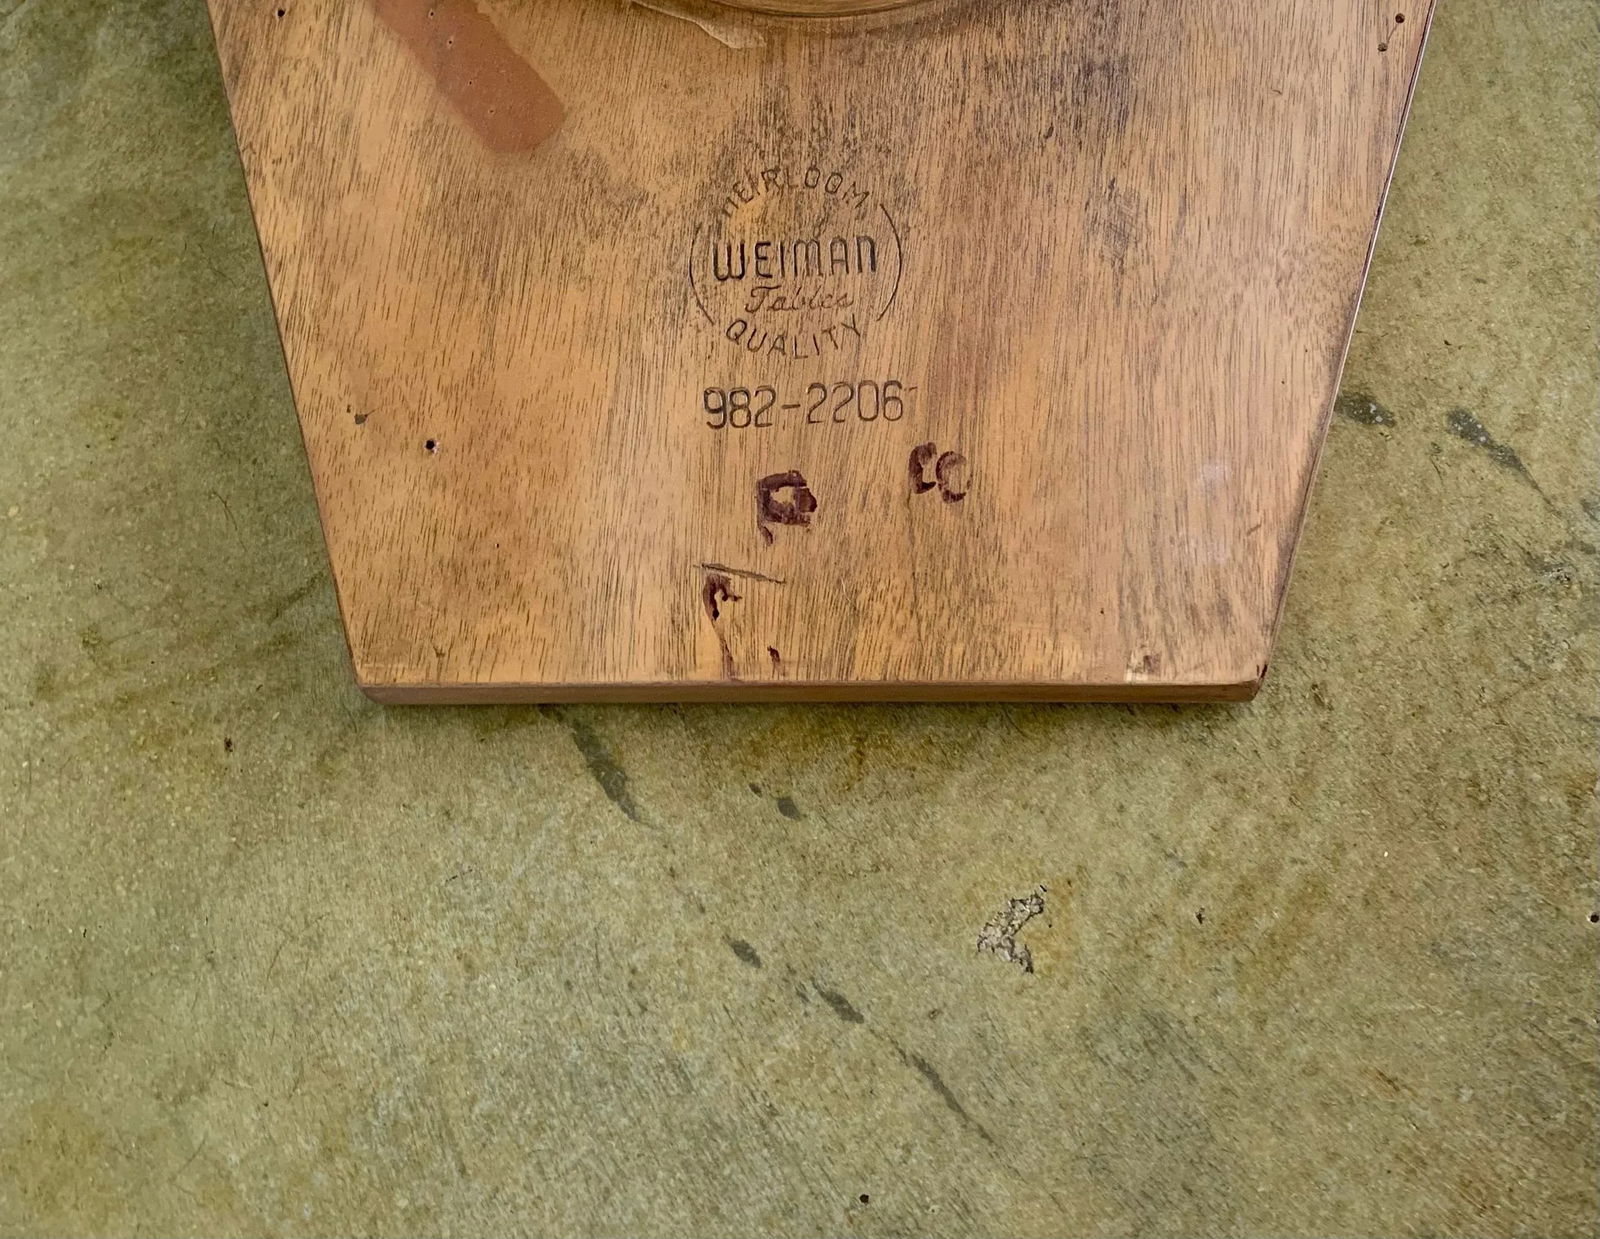 HEIRLOOM
WEIMAN
Tables
QUALITY
982-2206